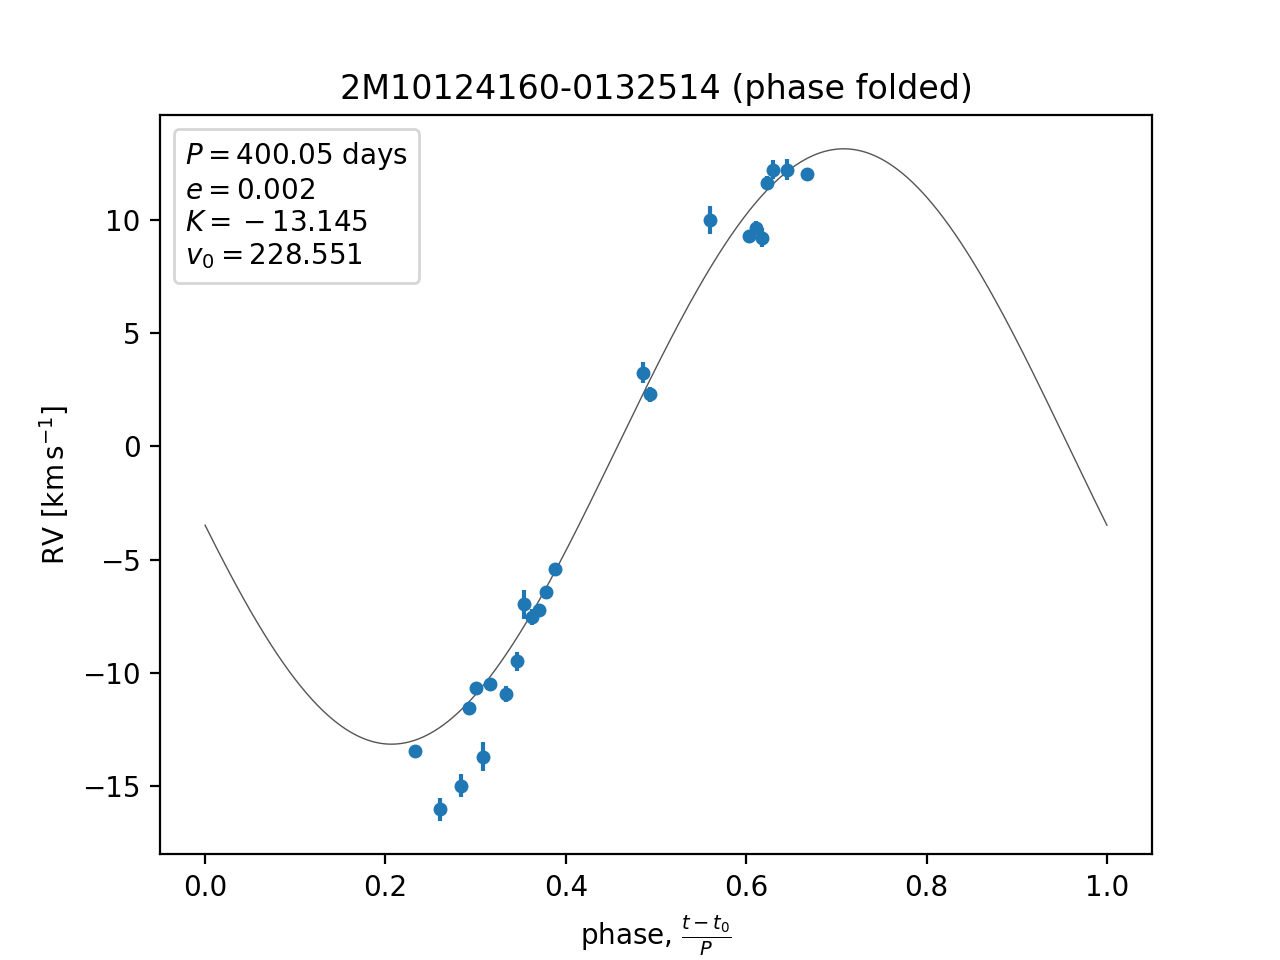 2M10124160-0132514 (phase folded)
P = 400.05 days
e = 0.002
K = −13.145
v₀ = 228.551
RV [km s⁻¹]
10
5
0
−5
−10
−15
0.0 0.2 0.4 0.6 0.8 1.0
phase, (t − t₀)/P